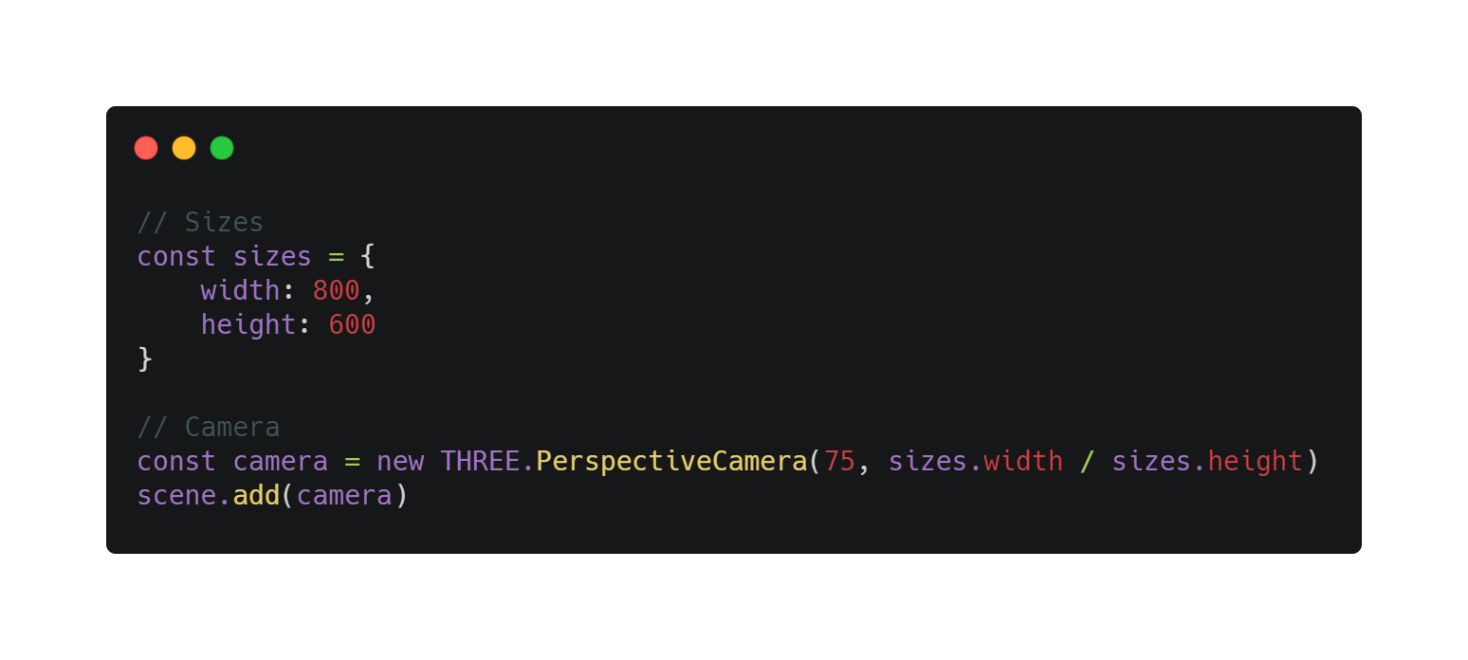 // Sizes
const sizes = {
    width: 800,
    height: 600
}
// Camera
const camera = new THREE.PerspectiveCamera(75, sizes.width / sizes.height)
scene.add(camera)